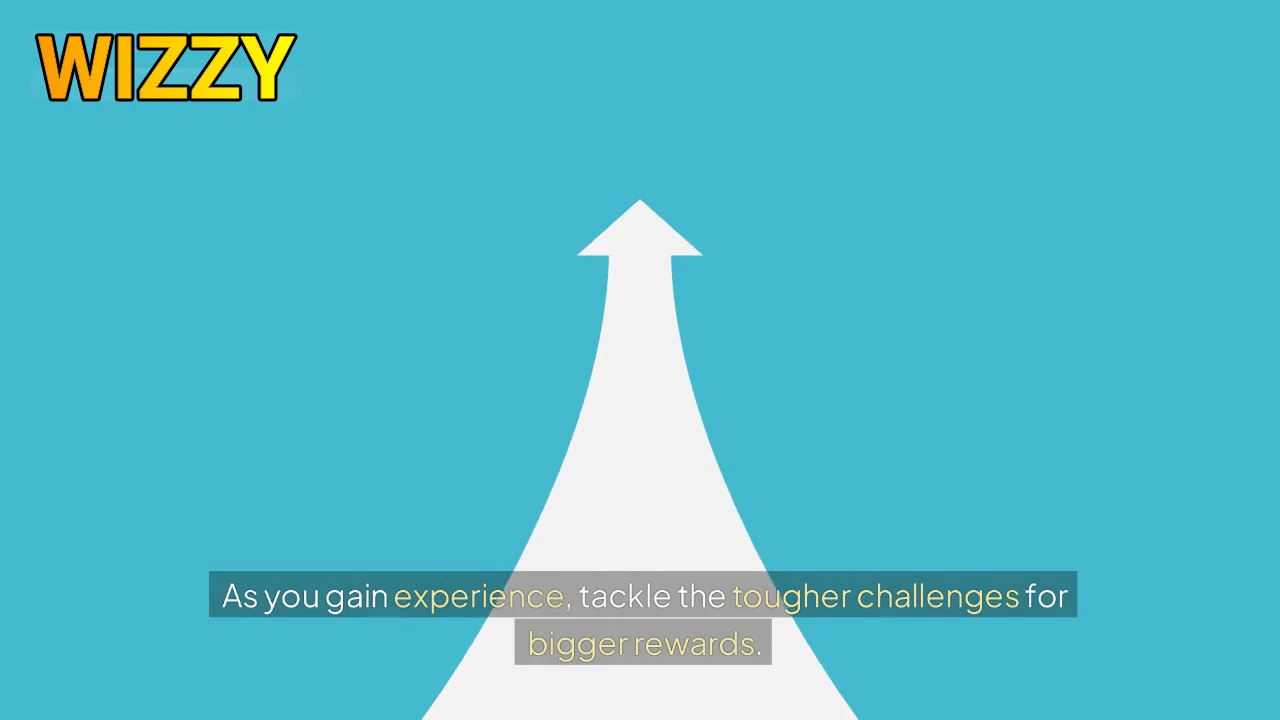 WIZZY
As you gain experience, tackle the tougher challenges for
bigger rewards.